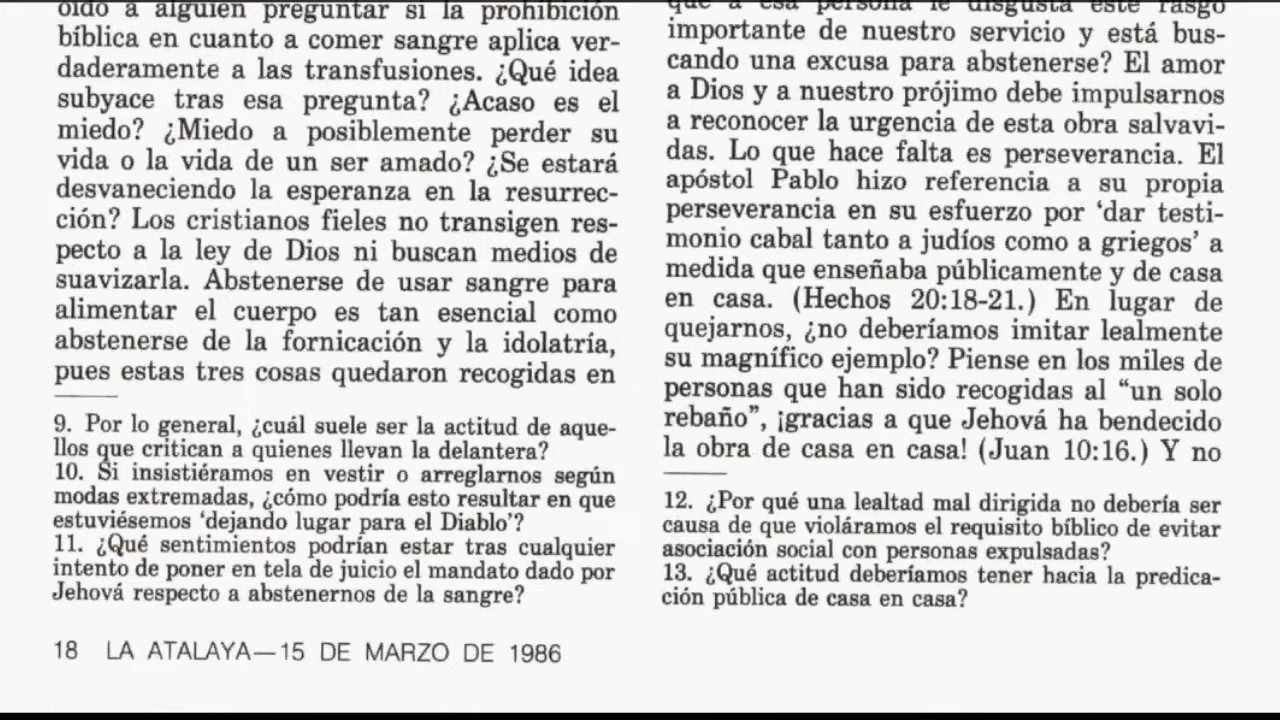 oído a alguien preguntar si la prohibición
bíblica en cuanto a comer sangre aplica ver-
daderamente a las transfusiones. ¿Qué idea
subyace tras esa pregunta? ¿Acaso es el
miedo? ¿Miedo a posiblemente perder su
vida o la vida de un ser amado? ¿Se estará
desvaneciendo la esperanza en la resurrec-
ción? Los cristianos fieles no transigen res-
pecto a la ley de Dios ni buscan medios de
suavizarla. Abstenerse de usar sangre para
alimentar el cuerpo es tan esencial como
abstenerse de la fornicación y la idolatría,
pues estas tres cosas quedaron recogidas en
9. Por lo general, ¿cuál suele ser la actitud de aque-
llos que critican a quienes llevan la delantera?
10. Si insistiéramos en vestir o arreglarnos según
modas extremadas, ¿cómo podría esto resultar en que
estuviésemos ‘dejando lugar para el Diablo’?
11. ¿Qué sentimientos podrían estar tras cualquier
intento de poner en tela de juicio el mandato dado por
Jehová respecto a abstenernos de la sangre?
que a esa persona le disgusta este rasgo
importante de nuestro servicio y está bus-
cando una excusa para abstenerse? El amor
a Dios y a nuestro prójimo debe impulsarnos
a reconocer la urgencia de esta obra salvavi-
das. Lo que hace falta es perseverancia. El
apóstol Pablo hizo referencia a su propia
perseverancia en su esfuerzo por ‘dar testi-
monio cabal tanto a judíos como a griegos’ a
medida que enseñaba públicamente y de casa
en casa. (Hechos 20:18-21.) En lugar de
quejarnos, ¿no deberíamos imitar lealmente
su magnífico ejemplo? Piense en los miles de
personas que han sido recogidas al “un solo
rebaño”, ¡gracias a que Jehová ha bendecido
la obra de casa en casa! (Juan 10:16.) Y no
12. ¿Por qué una lealtad mal dirigida no debería ser
causa de que violáramos el requisito bíblico de evitar
asociación social con personas expulsadas?
13. ¿Qué actitud deberíamos tener hacia la predica-
ción pública de casa en casa?
18 LA ATALAYA—15 DE MARZO DE 1986